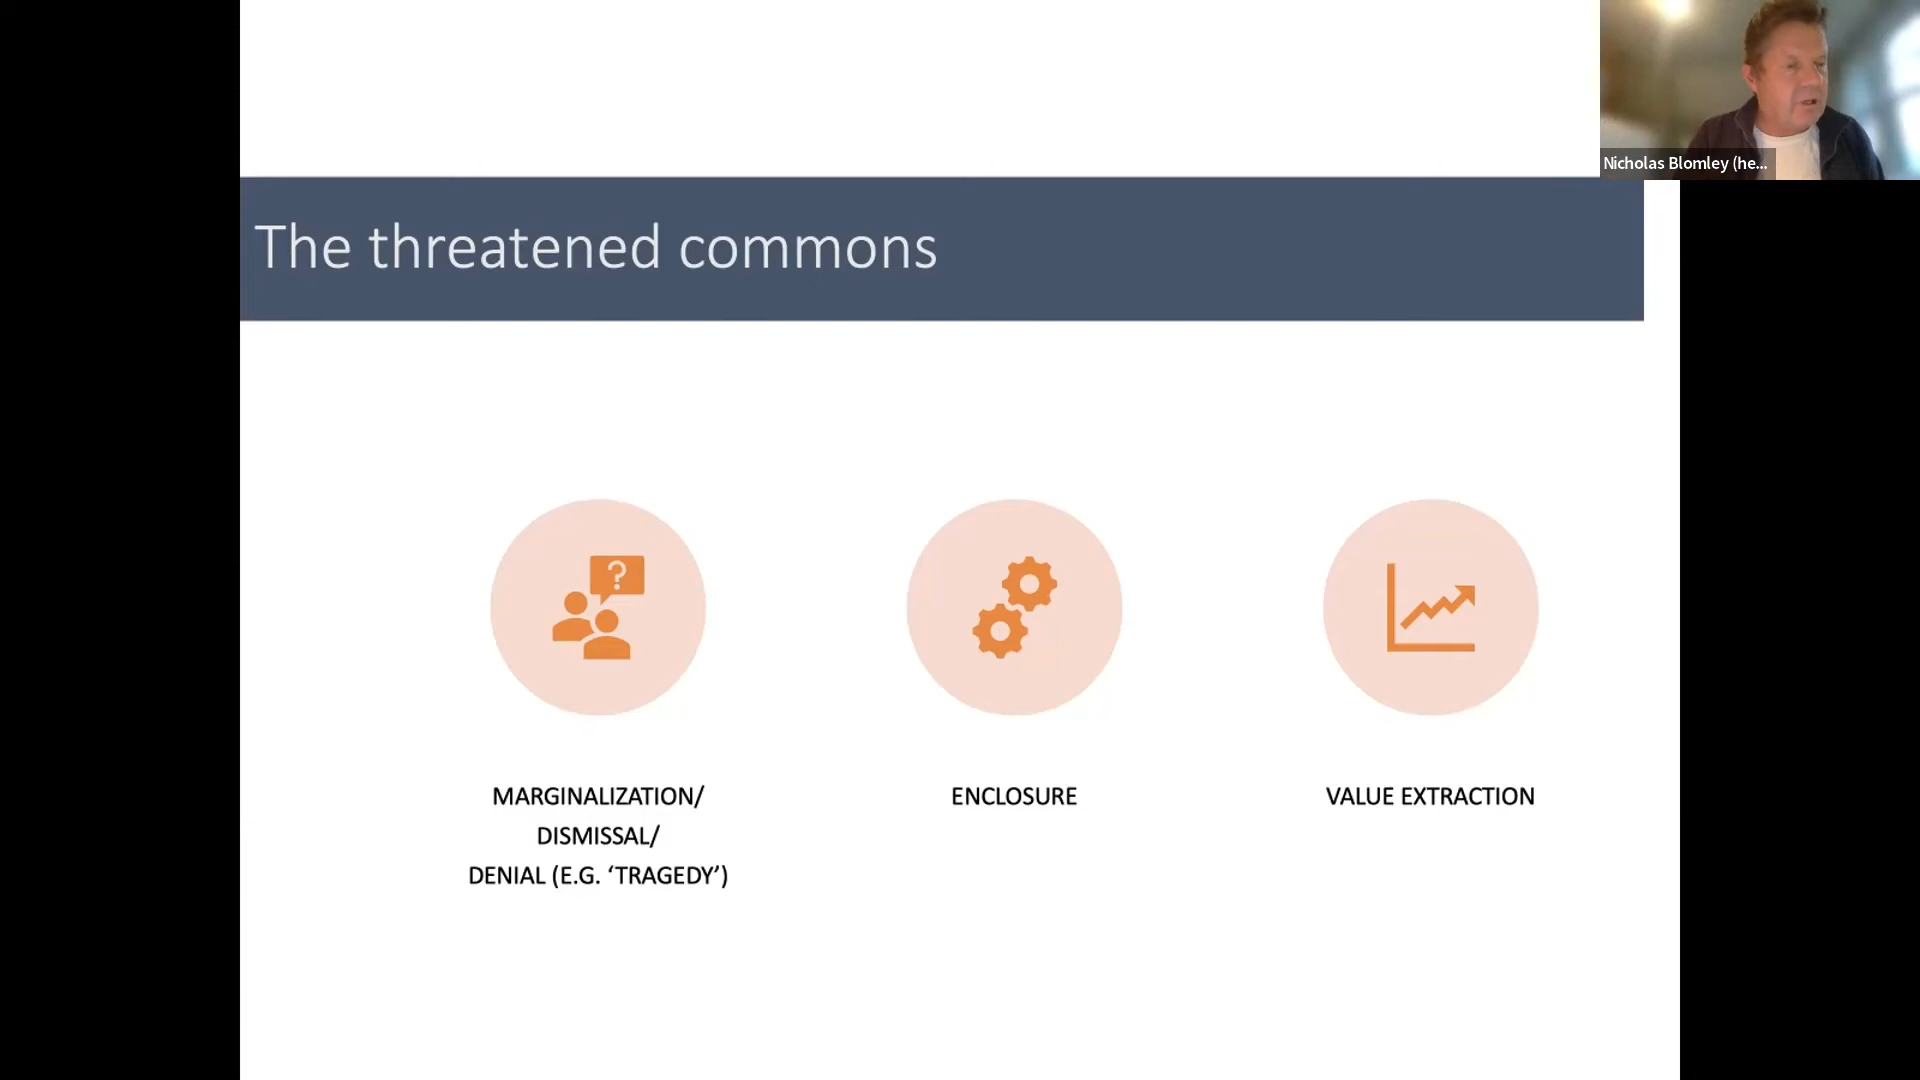 Nicholas Blomley (he...
The threatened commons
?
MARGINALIZATION/
DISMISSAL/
DENIAL (E.G. ‘TRAGEDY’)
ENCLOSURE
VALUE EXTRACTION